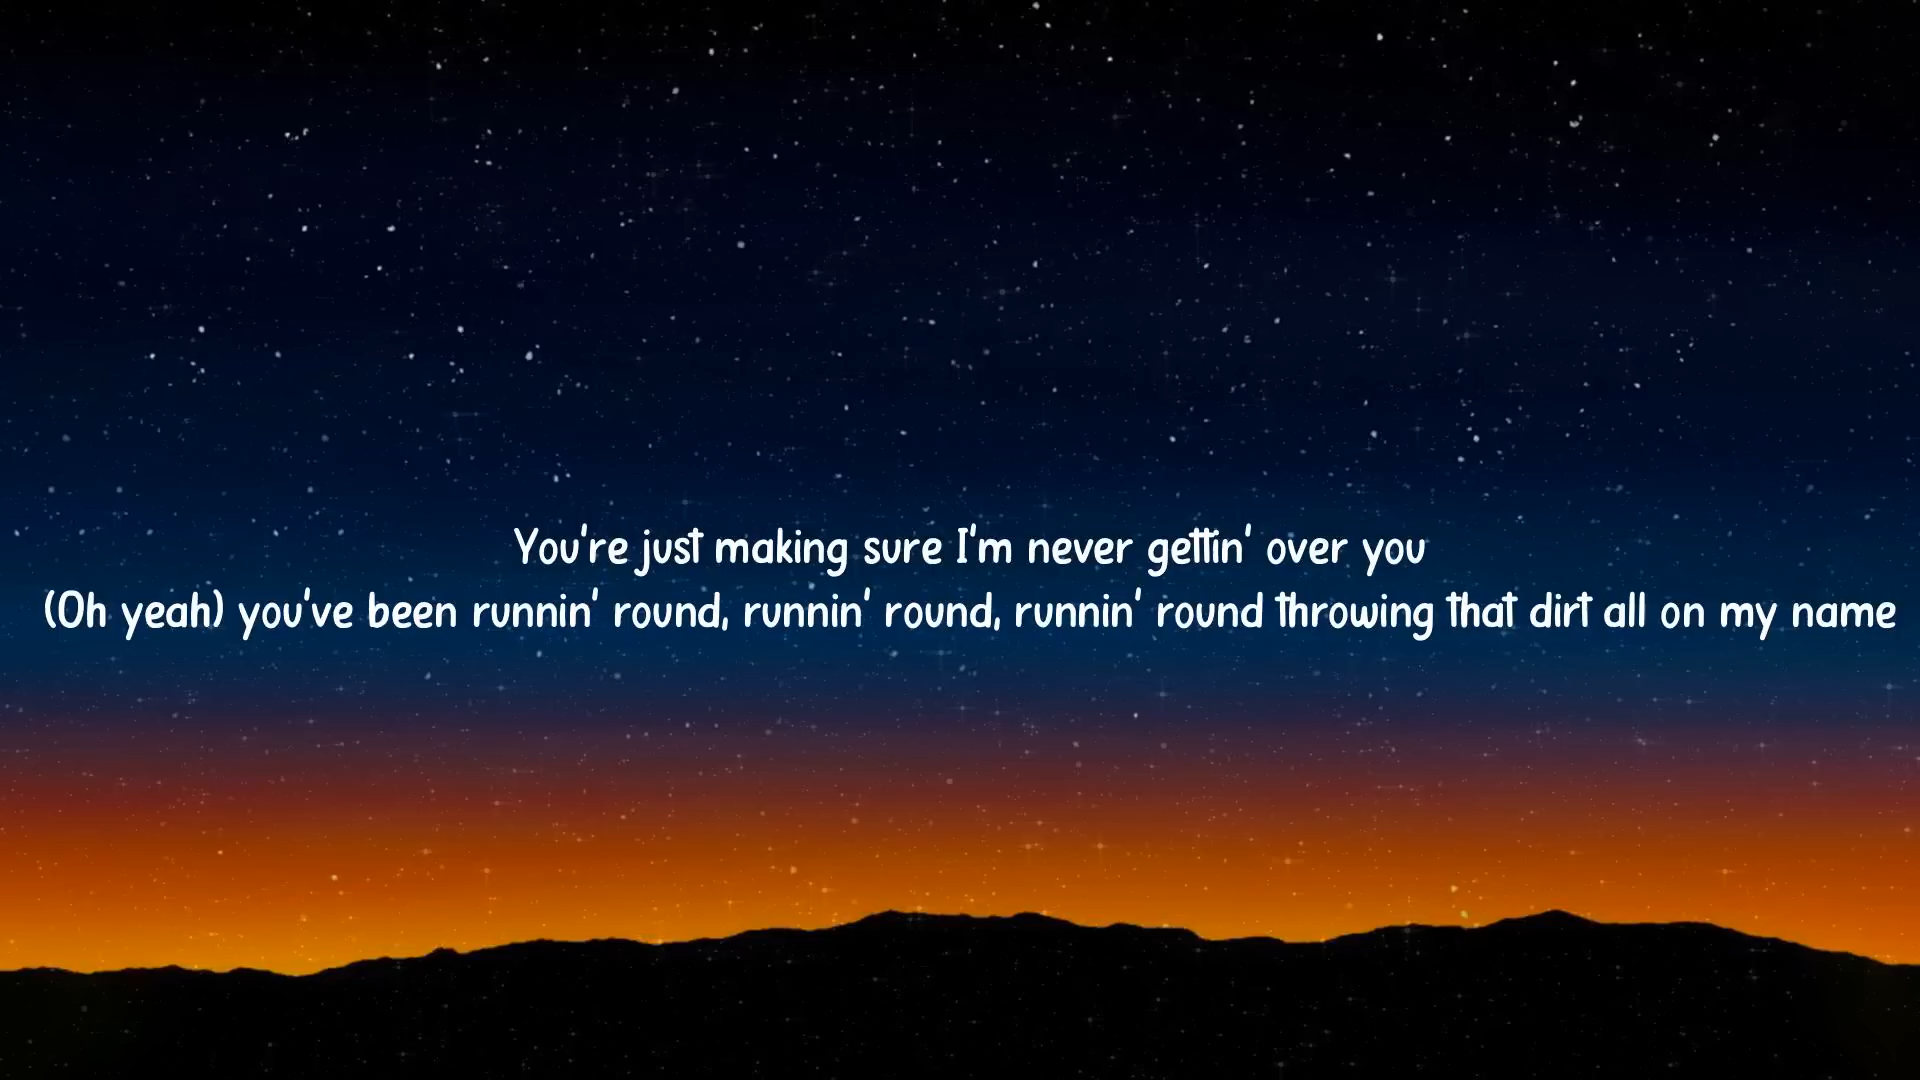 You're just making sure I'm never gettin' over you
(Oh yeah) you've been runnin' round, runnin' round, runnin' round throwing that dirt all on my name